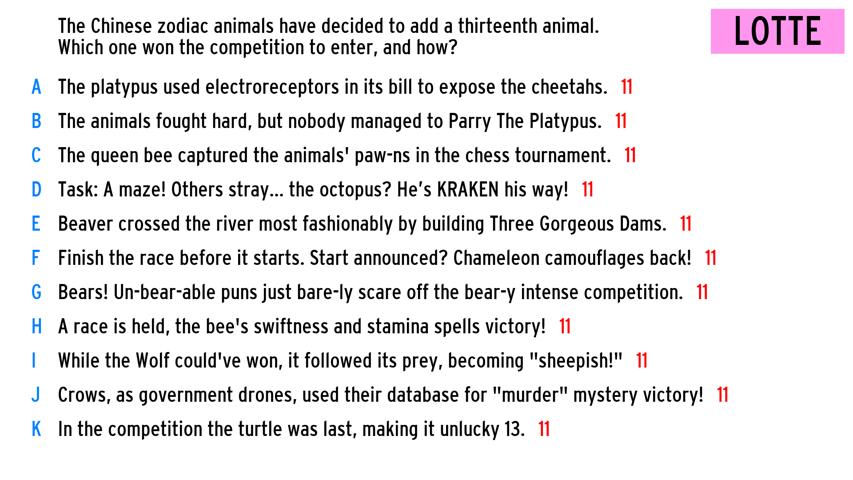 The Chinese zodiac animals have decided to add a thirteenth animal.
Which one won the competition to enter, and how?
LOTTE
A The platypus used electroreceptors in its bill to expose the cheetahs. 11
B The animals fought hard, but nobody managed to Parry The Platypus. 11
C The queen bee captured the animals' paw-ns in the chess tournament. 11
D Task: A maze! Others stray... the octopus? He's KRAKEN his way! 11
E Beaver crossed the river most fashionably by building Three Gorgeous Dams. 11
F Finish the race before it starts. Start announced? Chameleon camouflages back! 11
G Bears! Un-bear-able puns just bare-ly scare off the bear-y intense competition. 11
H A race is held, the bee's swiftness and stamina spells victory! 11
I While the Wolf could've won, it followed its prey, becoming "sheepish!" 11
J Crows, as government drones, used their database for "murder" mystery victory! 11
K In the competition the turtle was last, making it unlucky 13. 11